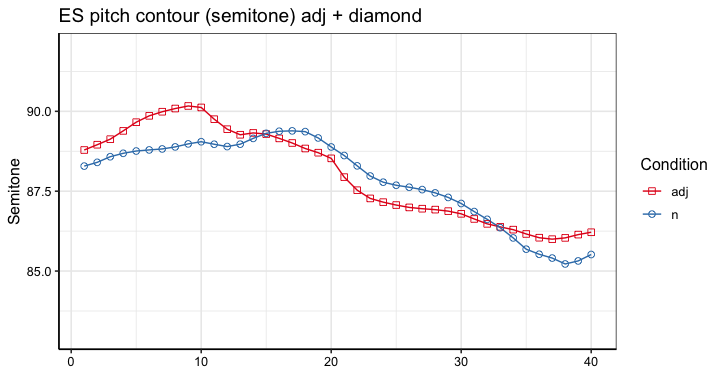 ES pitch contour (semitone) adj + diamond
90.0
87.5
85.0
Semitone
0 10 20 30 40
Condition
adj
n